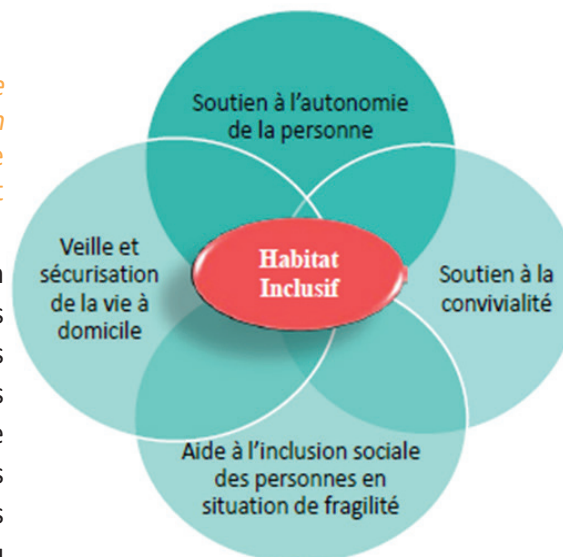 Soutien à l'autonomie
de la personne
Veille et
sécurisation
de la vie à
domicile
Habitat
Inclusif
Soutien à la
convivialité
Aide à l'inclusion sociale
des personnes en
situation de fragilité